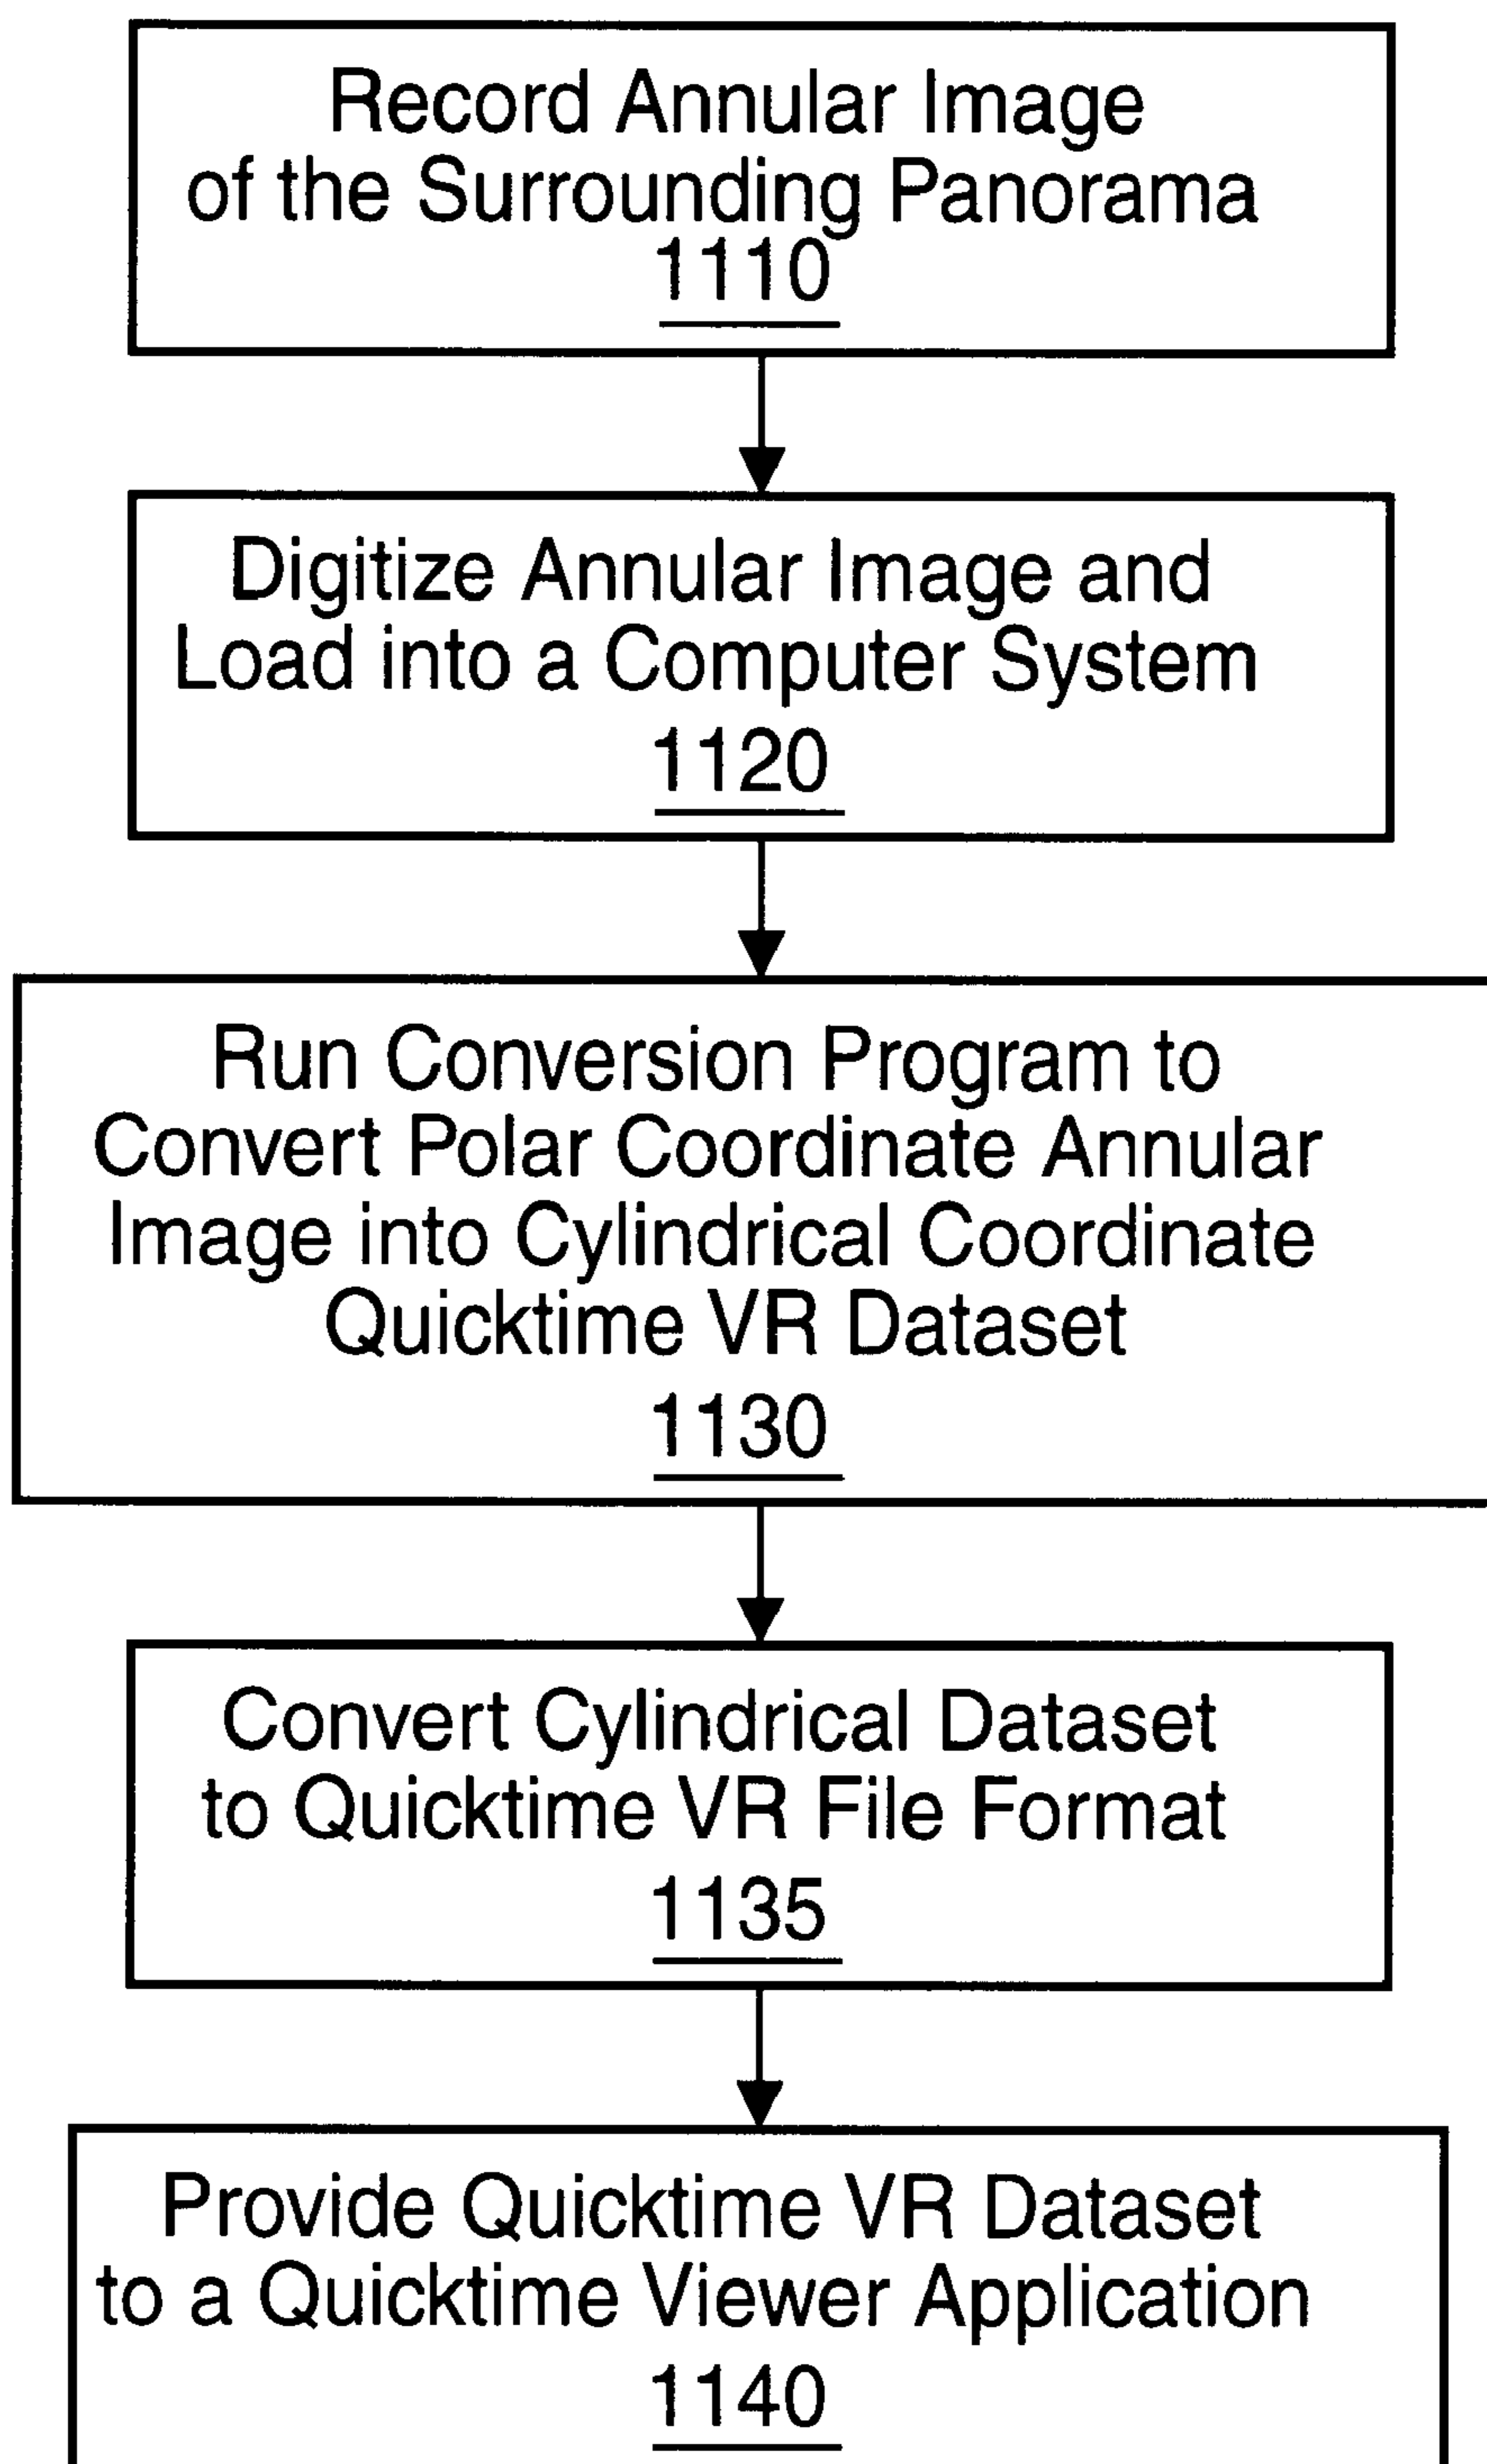 Record Annular Image
of the Surrounding Panorama
1110
Digitize Annular Image and
Load into a Computer System
1120
Run Conversion Program to
Convert Polar Coordinate Annular
Image into Cylindrical Coordinate
Quicktime VR Dataset
1130
Convert Cylindrical Dataset
to Quicktime VR File Format
1135
Provide Quicktime VR Dataset
to a Quicktime Viewer Application
1140